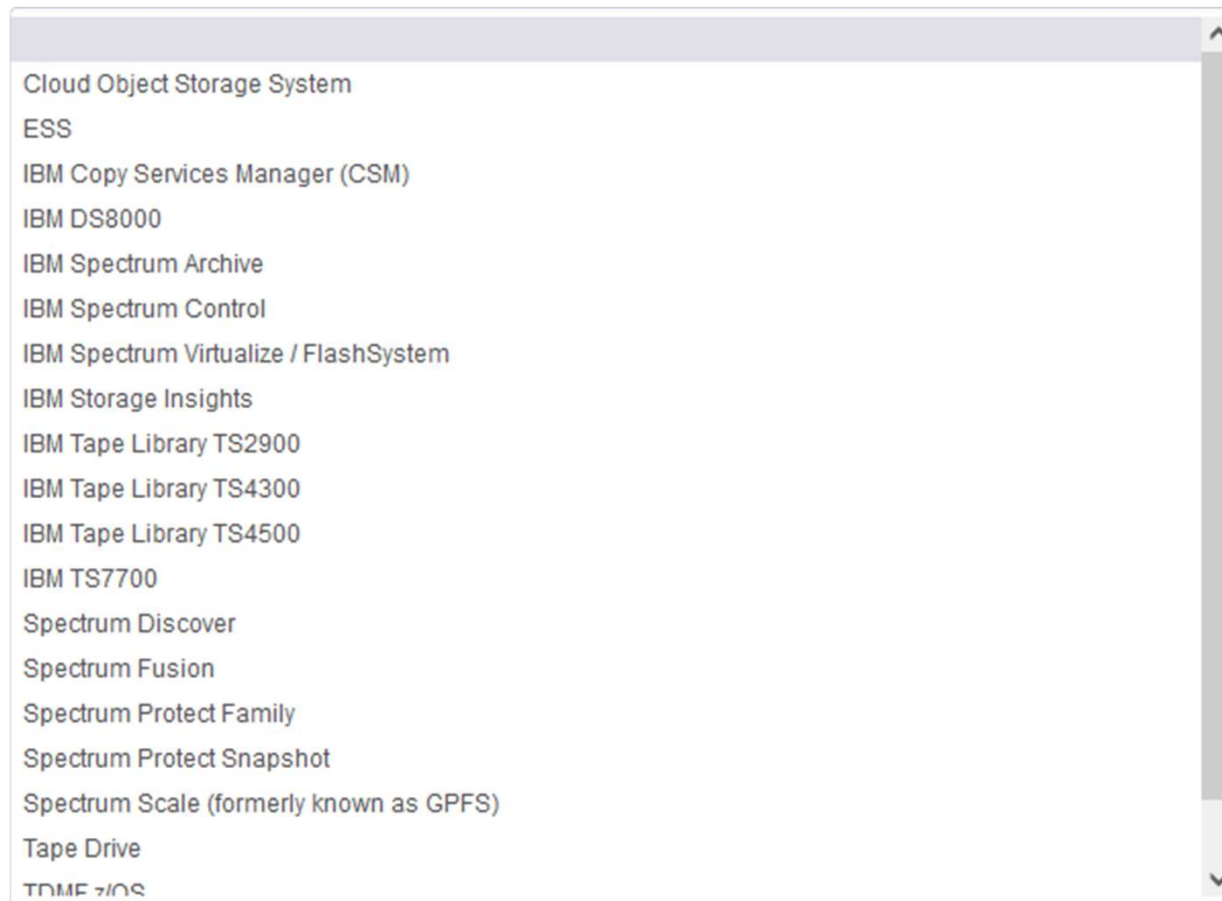 Cloud Object Storage System
ESS
IBM Copy Services Manager (CSM)
IBM DS8000
IBM Spectrum Archive
IBM Spectrum Control
IBM Spectrum Virtualize / FlashSystem
IBM Storage Insights
IBM Tape Library TS2900
IBM Tape Library TS4300
IBM Tape Library TS4500
IBM TS7700
Spectrum Discover
Spectrum Fusion
Spectrum Protect Family
Spectrum Protect Snapshot
Spectrum Scale (formerly known as GPFS)
Tape Drive
TDMF z/OS